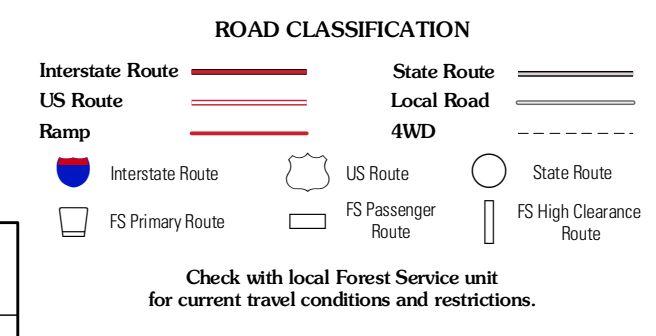 ROAD CLASSIFICATION
Interstate Route
State Route
US Route
Local Road
Ramp
4WD
Interstate Route
US Route
State Route
FS Primary Route
FS Passenger
Route
FS High Clearance
Route
Check with local Forest Service unit
for current travel conditions and restrictions.